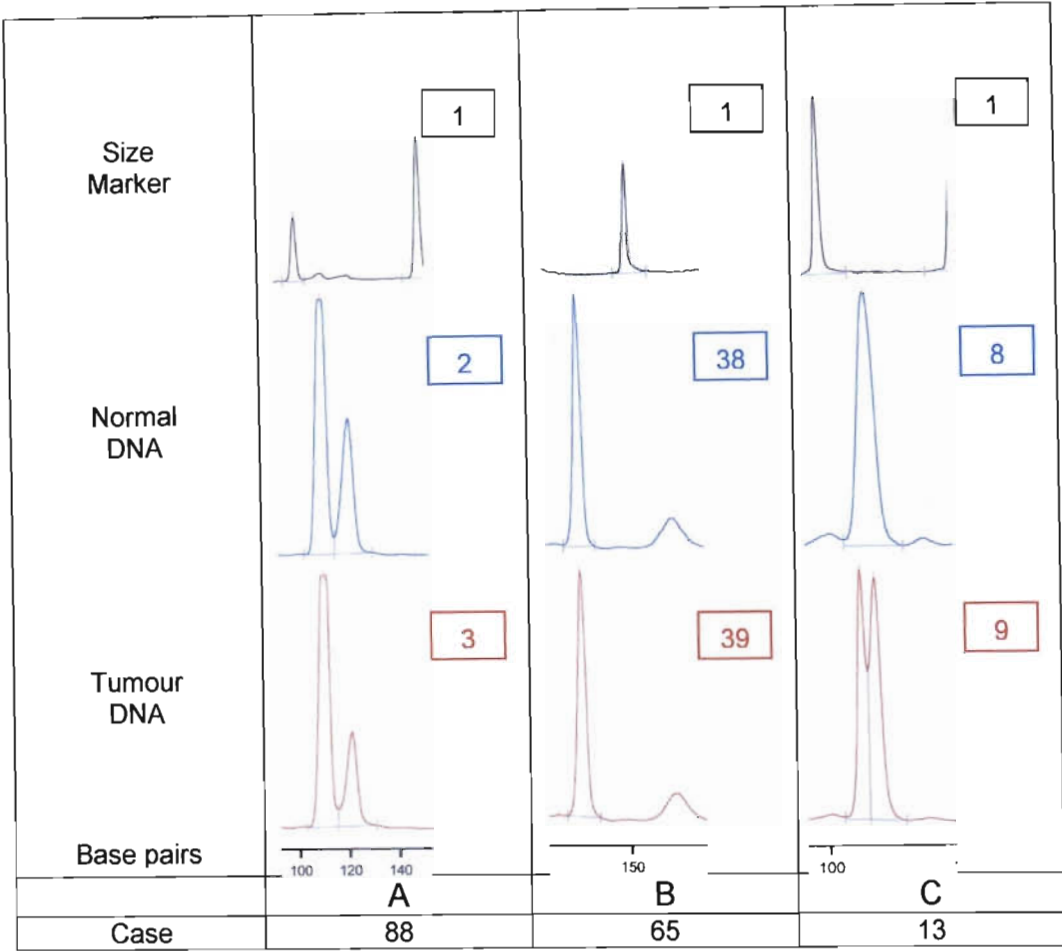 1
1
1
Size
Marker
2
38
8
Normal
DNA
3
39
9
Tumour
DNA
Base pairs
100 120 140
150
100
A B C
Case 88 65 13